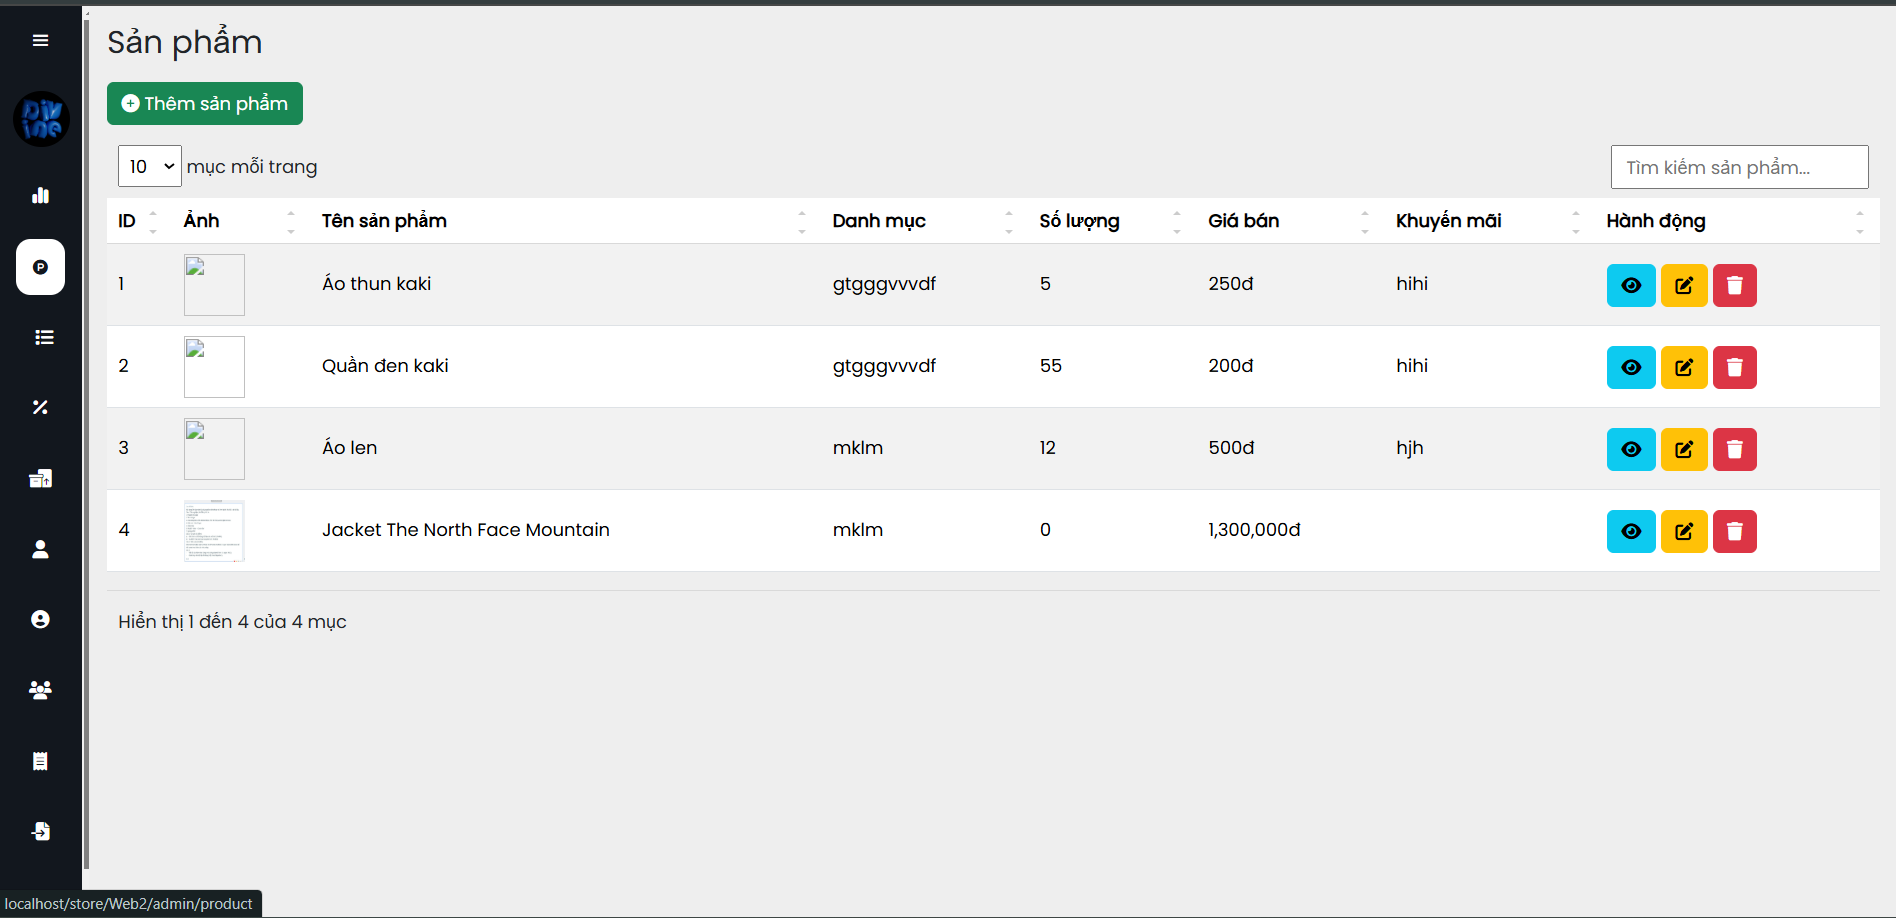 Sản phẩm
Divine
Thêm sản phẩm
10 mục mỗi trang
Tìm kiếm sản phẩm...
ID Ảnh Tên sản phẩm Danh mục Số lượng Giá bán Khuyến mãi Hành động
1 Áo thun kaki gtgggvvvdf 5 250đ hihi
2 Quần đen kaki gtgggvvvdf 55 200đ hihi
3 Áo len mklm 12 500đ hjh
4 Jacket The North Face Mountain mklm 0 1,300,000đ
Hiển thị 1 đến 4 của 4 mục
localhost/store/Web2/admin/product